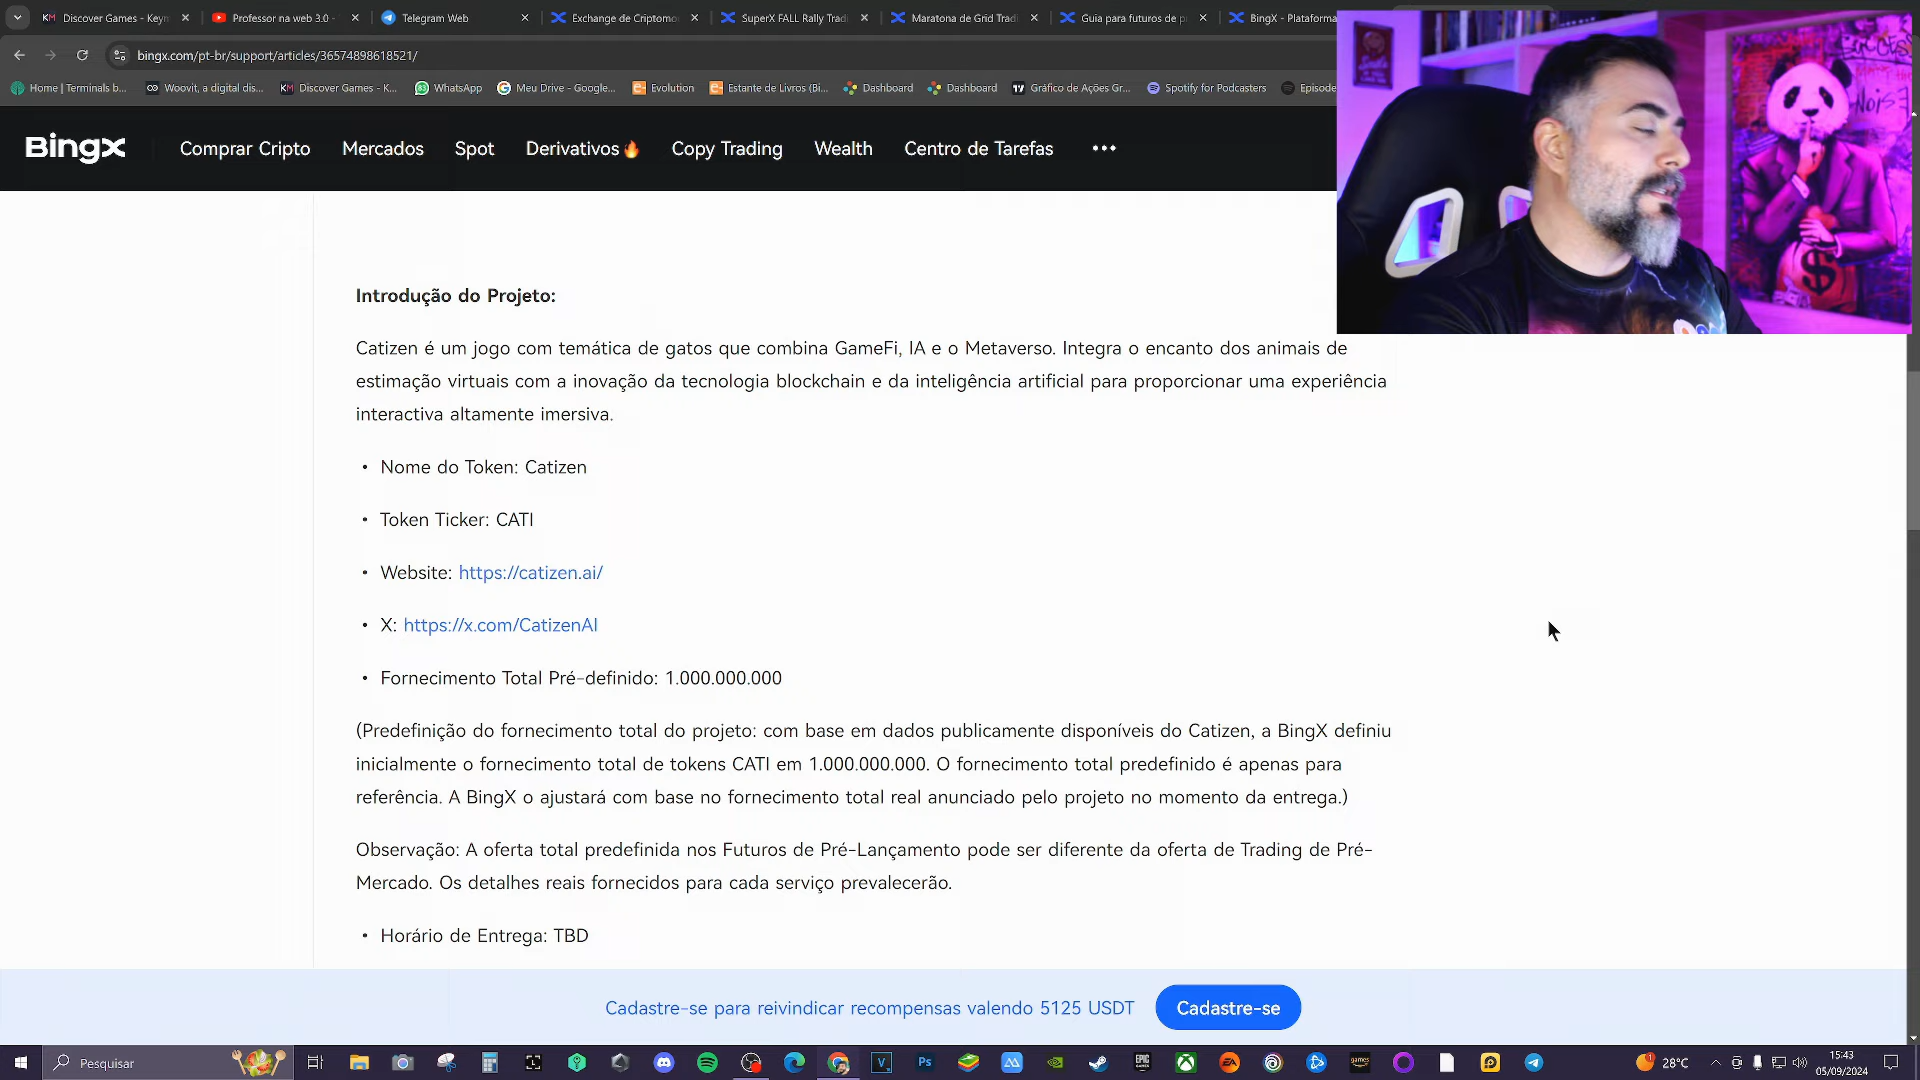 Discover Games - Keyn
Professor na web 3.0 -
Telegram Web
Exchange de Criptomo
SuperX FALL Rally Tradi
Maratona de Grid Tradi
Guia para futuros de p
BingX - Plataforma
bingx.com/pt-br/support/articles/36574898618521/
Home | Terminals b...
Woovit, a digital dis...
Discover Games - K...
WhatsApp
Meu Drive - Google...
Evolution
Estante de Livros (Bi...
Dashboard
Dashboard
Gráfico de Ações Gr...
Spotify for Podcasters
Episode
BingX
Comprar Cripto
Mercados
Spot
Derivativos
Copy Trading
Wealth
Centro de Tarefas
Introdução do Projeto:
Catizen é um jogo com temática de gatos que combina GameFi, IA e o Metaverso. Integra o encanto dos animais de
estimação virtuais com a inovação da tecnologia blockchain e da inteligência artificial para proporcionar uma experiência
interactiva altamente imersiva.
• Nome do Token: Catizen
• Token Ticker: CATI
• Website: https://catizen.ai/
• X: https://x.com/CatizenAI
• Fornecimento Total Pré-definido: 1.000.000.000
(Predefinição do fornecimento total do projeto: com base em dados publicamente disponíveis do Catizen, a BingX definiu
inicialmente o fornecimento total de tokens CATI em 1.000.000.000. O fornecimento total predefinido é apenas para
referência. A BingX o ajustará com base no fornecimento total real anunciado pelo projeto no momento da entrega.)
Observação: A oferta total predefinida nos Futuros de Pré-Lançamento pode ser diferente da oferta de Trading de Pré-
Mercado. Os detalhes reais fornecidos para cada serviço prevalecerão.
• Horário de Entrega: TBD
Cadastre-se para reivindicar recompensas valendo 5125 USDT
Cadastre-se
Pesquisar
28°C
15:43
05/09/2024